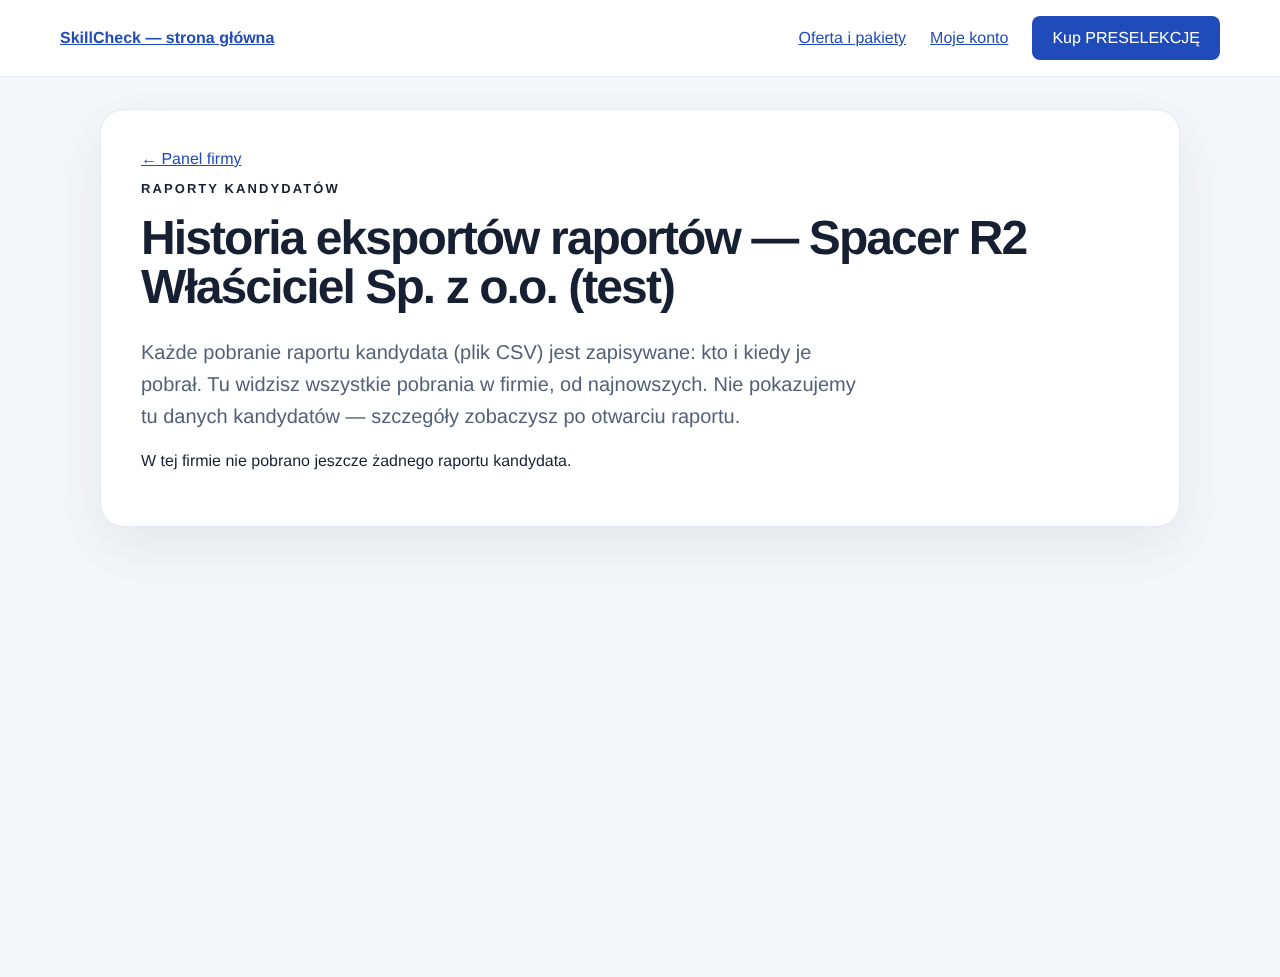 SkillCheck — strona główna
Oferta i pakiety
Moje konto
Kup PRESELEKCJĘ
← Panel firmy
RAPORTY KANDYDATÓW
Historia eksportów raportów — Spacer R2
Właściciel Sp. z o.o. (test)
Każde pobranie raportu kandydata (plik CSV) jest zapisywane: kto i kiedy je
pobrał. Tu widzisz wszystkie pobrania w firmie, od najnowszych. Nie pokazujemy
tu danych kandydatów — szczegóły zobaczysz po otwarciu raportu.
W tej firmie nie pobrano jeszcze żadnego raportu kandydata.